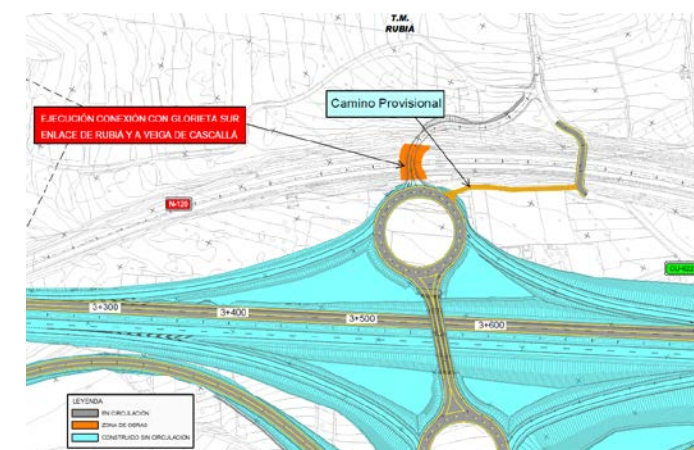 T.M.
RUBIÁ
Camino Provisional
EJECUCIÓN CONEXIÓN CON GLORIETA SUR
ENLACE DE RUBIÁ Y A VEIGA DE CASCALLÁ
N-120
3+300
3+400
3+500
3+600
LEYENDA
EN CIRCULACIÓN
ZONA DE OBRAS
CONSTRUIDO SIN CIRCULACIÓN